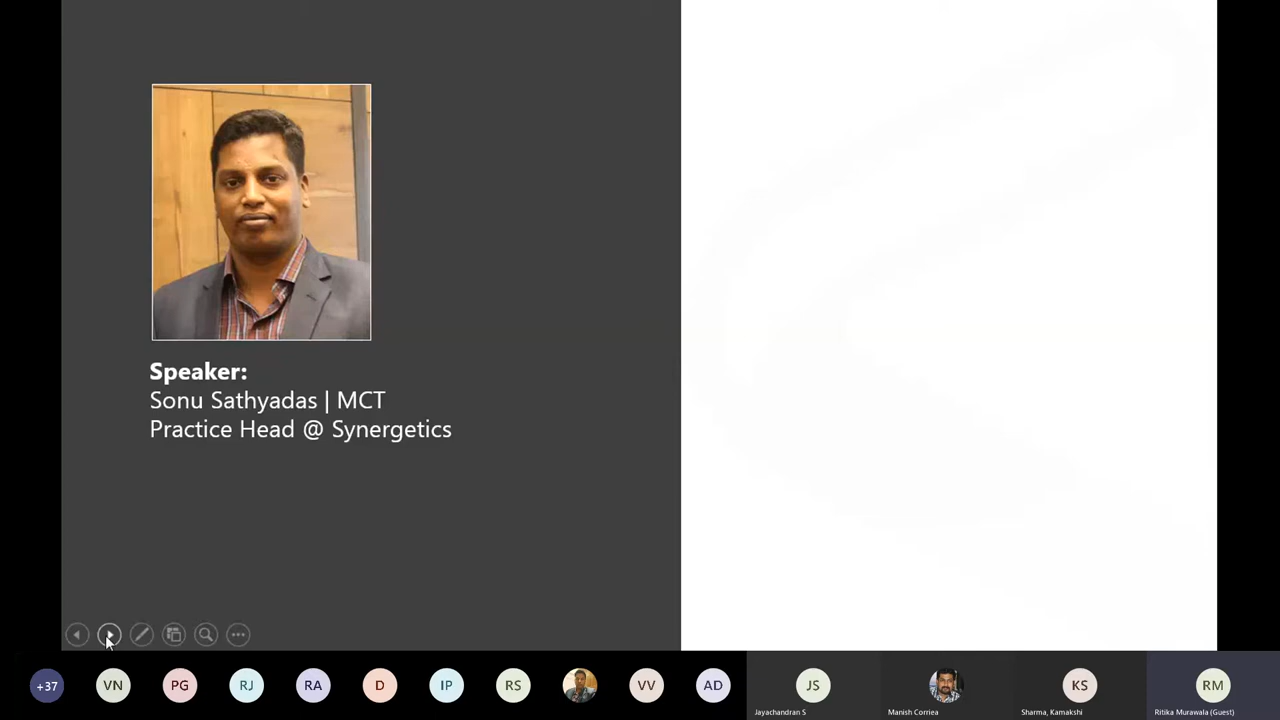 Speaker:
Sonu Sathyadas | MCT
Practice Head @ Synergetics
+37
VN
PG
RJ
RA
D
IP
RS
VV
AD
JS
KS
RM
Jayachandran S
Manish Corriea
Sharma, Kamakshi
Ritika Murawala (Guest)